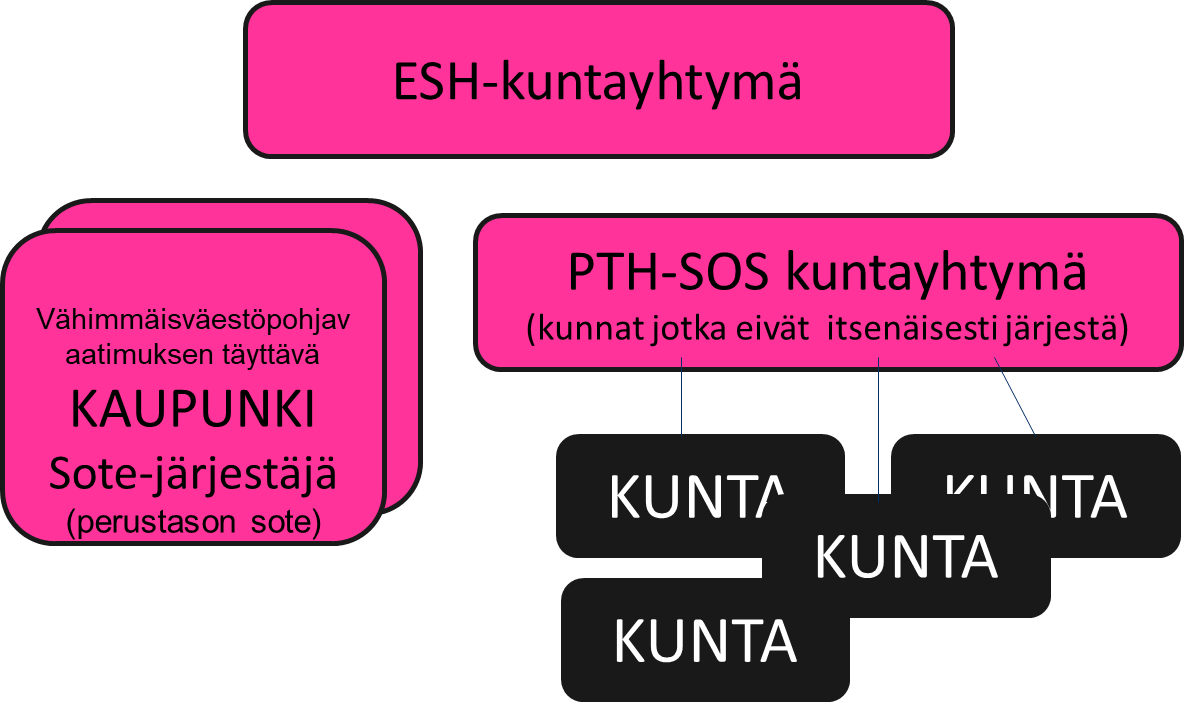 ESH-kuntayhtymä
Vähimmäisväestöpohjav
aatimuksen täyttävä
KAUPUNKI
Sote-järjestäjä
(perustason sote)
PTH-SOS kuntayhtymä
(kunnat jotka eivät itsenäisesti järjestä)
KUNTA
KUNTA
KUNTA
KUNTA